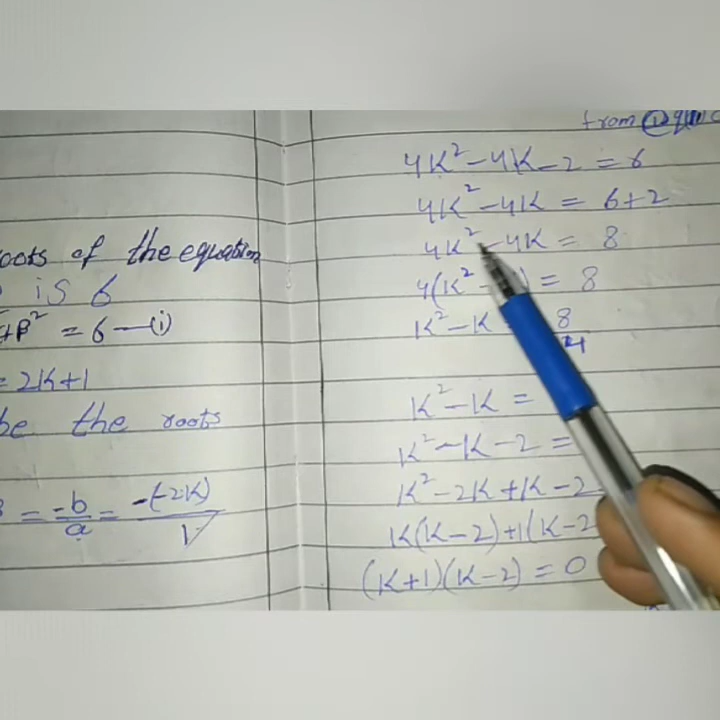 oots of the equation
is 6
+β² = 6 —(i)
= 2K+1
be the roots
= -b/a = -(-2K)/1
from
4K² - 4K - 2 = 6
4K² - 4K = 6+2
4K² - 4K = 8
4(K² - ) = 8
K² - K 8/4
K² - K =
K² - K - 2 =
K² - 2K + K - 2
K(K-2)+1(K-2
(K+1)(K-2) = 0